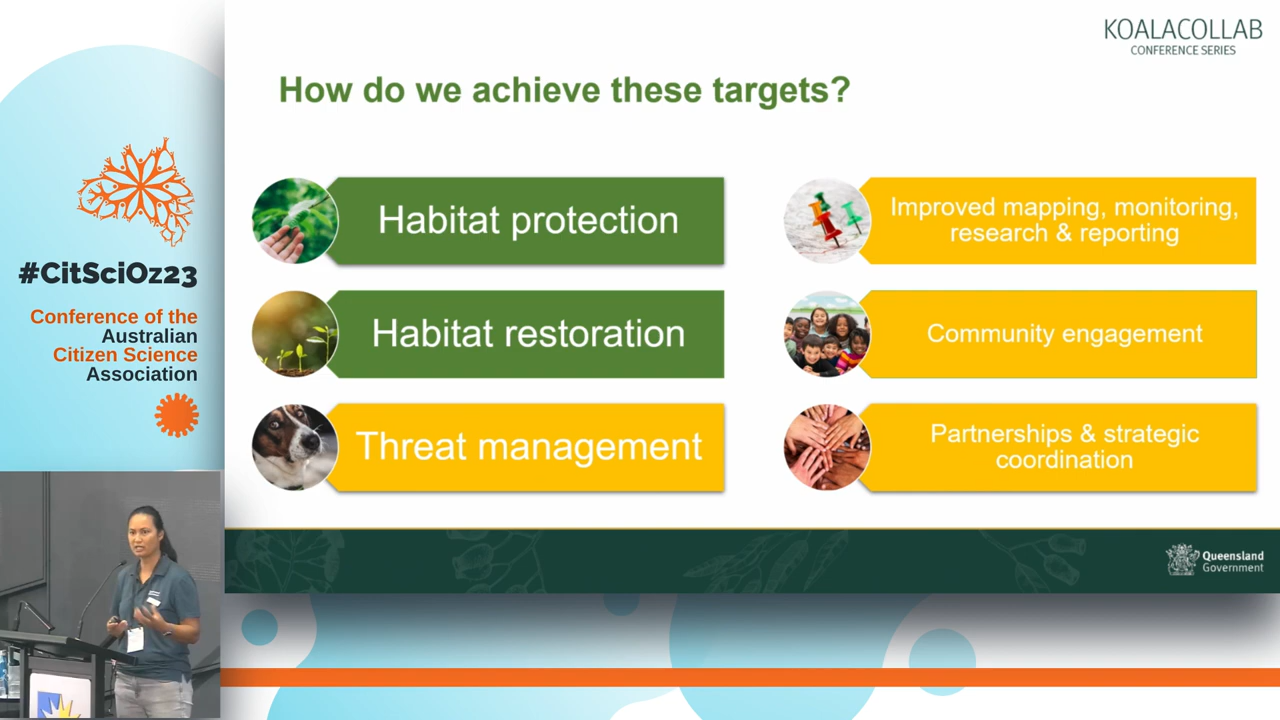 KOALACOLLAB
CONFERENCE SERIES
How do we achieve these targets?
Habitat protection
Improved mapping, monitoring,
research & reporting
Habitat restoration
Community engagement
Threat management
Partnerships & strategic
coordination
Queensland
Government
#CitSciOz23
Conference of the
Australian
Citizen Science
Association